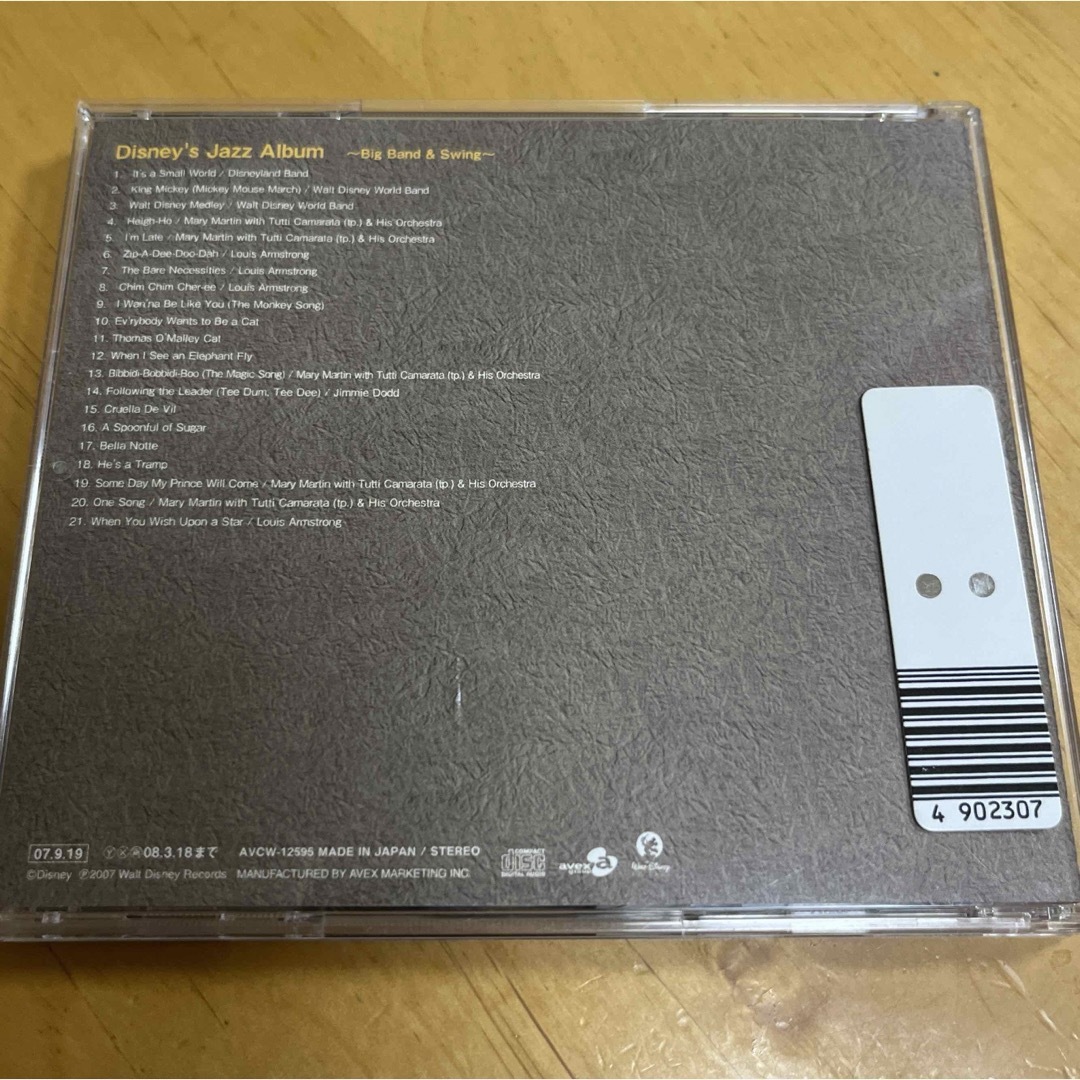 Disney's Jazz Album ～Big Band & Swing～
1. It's a Small World / Disneyland Band
2. King Mickey (Mickey Mouse March) / Walt Disney World Band
3. Walt Disney Medley / Walt Disney World Band
4. Heigh-Ho / Mary Martin with Tutti Camarata (tp.) & His Orchestra
5. I'm Late / Mary Martin with Tutti Camarata (tp.) & His Orchestra
6. Zip-A-Dee-Doo-Dah / Louis Armstrong
7. The Bare Necessities / Louis Armstrong
8. Chim Chim Cher-ee / Louis Armstrong
9. I Wan'na Be Like You (The Monkey Song)
10. Ev'rybody Wants to Be a Cat
11. Thomas O'Malley Cat
12. When I See an Elephant Fly
13. Bibbidi-Bobbidi-Boo (The Magic Song) / Mary Martin with Tutti Camarata (tp.) & His Orchestra
14. Following the Leader (Tee Dum, Tee Dee) / Jimmie Dodd
15. Cruella De Vil
16. A Spoonful of Sugar
17. Bella Notte
18. He's a Tramp
19. Some Day My Prince Will Come / Mary Martin with Tutti Camarata (tp.) & His Orchestra
20. One Song / Mary Martin with Tutti Camarata (tp.) & His Orchestra
21. When You Wish Upon a Star / Louis Armstrong
4 902307
07.9.19 08.3.18まで AVCW-12595 MADE IN JAPAN / STEREO
COMPACT disc DIGITAL AUDIO
avex group
Walt Disney
©Disney ℗2007 Walt Disney Records MANUFACTURED BY AVEX MARKETING INC.